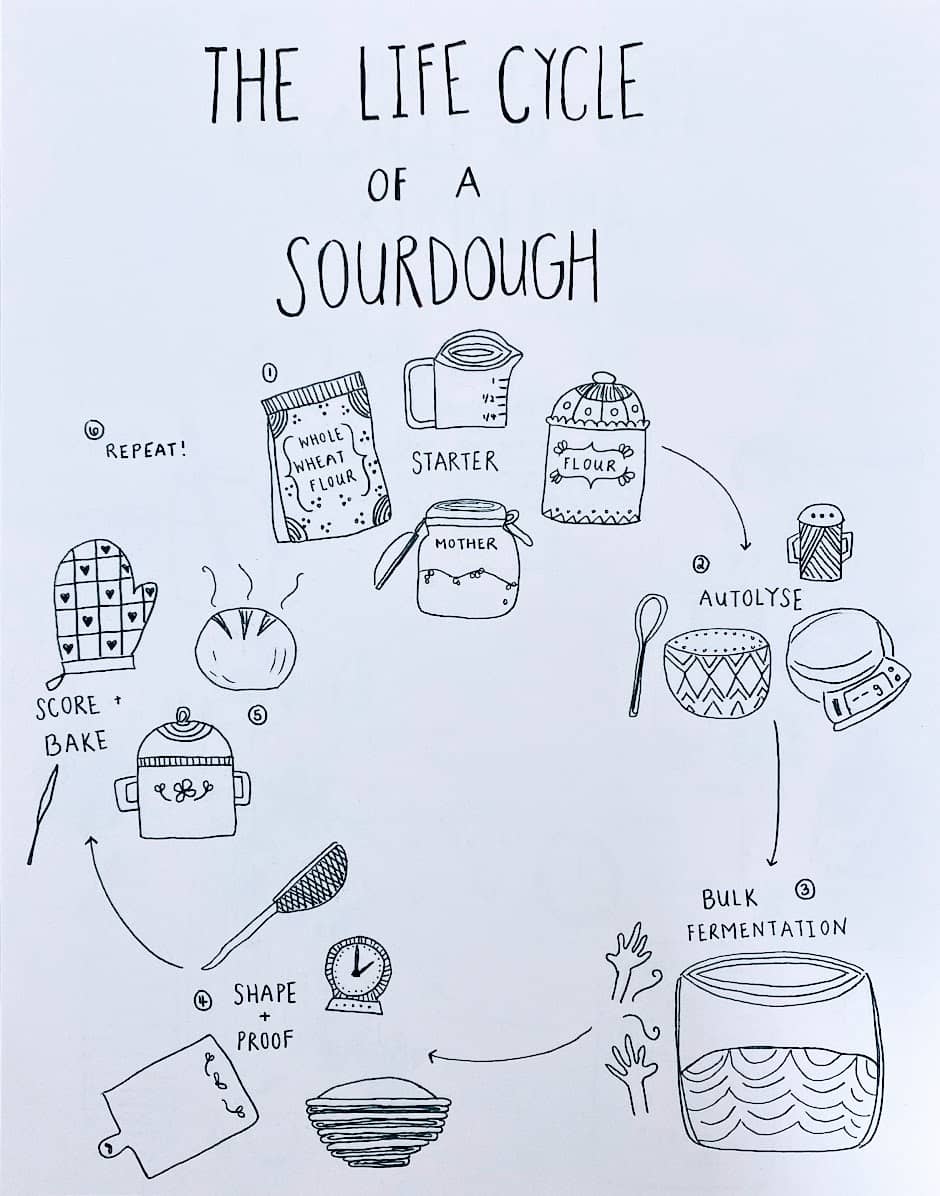 THE LIFE CYCLE
OF A
SOURDOUGH
1
WHOLE
WHEAT
FLOUR
1
1/2
1/4
STARTER
FLOUR
MOTHER
2
AUTOLYSE
g
3
BULK
FERMENTATION
4
SHAPE
+
PROOF
5
SCORE +
BAKE
6
REPEAT!